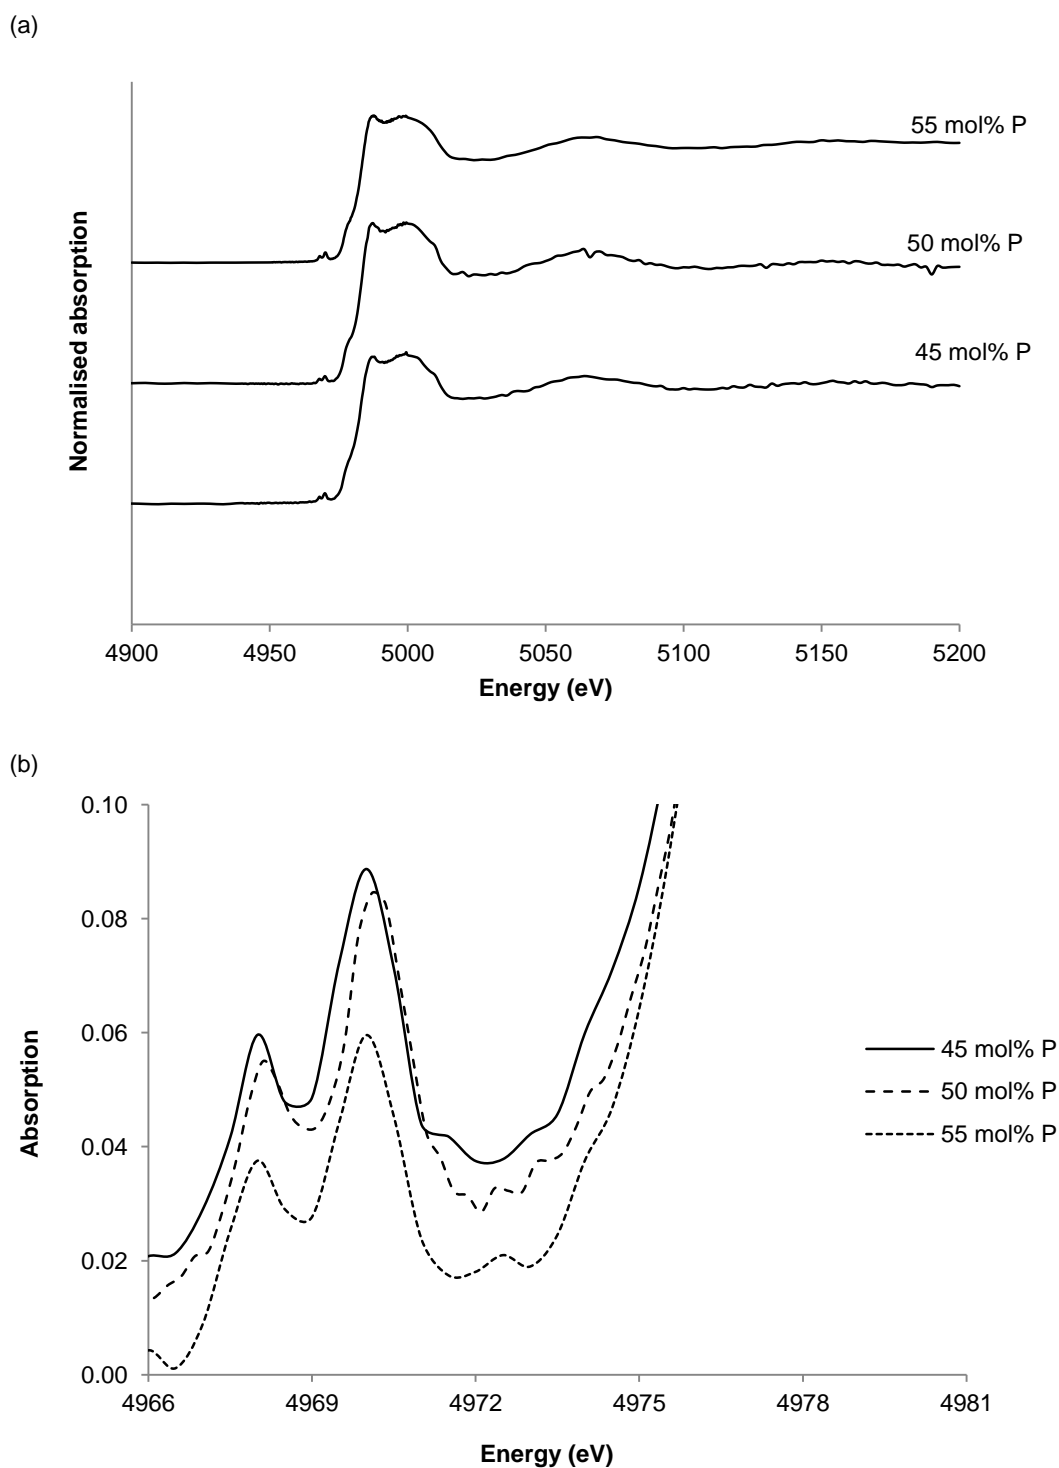 (a)
55 mol% P
50 mol% P
45 mol% P
Normalised absorption
4900 4950 5000 5050 5100 5150 5200
Energy (eV)
(b)
0.10
0.08
0.06
0.04
0.02
0.00
Absorption
45 mol% P
50 mol% P
55 mol% P
4966 4969 4972 4975 4978 4981
Energy (eV)